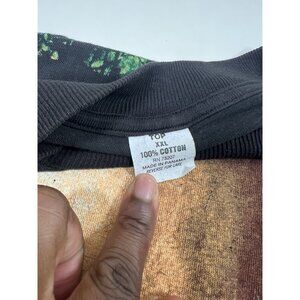 TOP
XXL
100% COTTON
MADE IN PANAMA
REVERSE FOR CARE